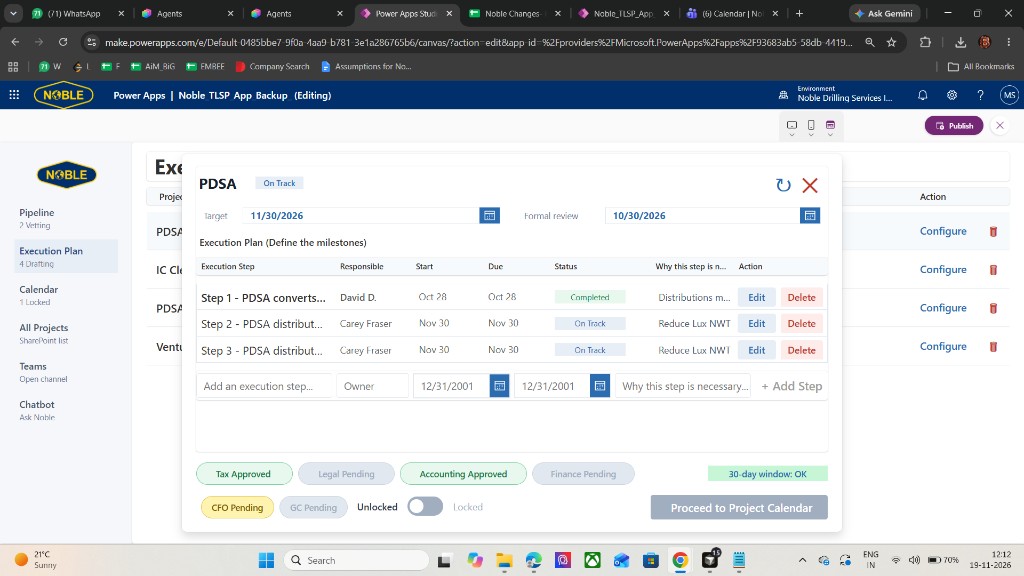 (71) WhatsApp
Agents
Agents
Power Apps Stud
Noble Changes
Noble_TLSP_App
(6) Calendar | No
Ask Gemini
make.powerapps.com/e/Default-0485bbe7-9f0a-4aa9-b781-3e1a286765b6/canvas/?action=edit&app-id=%2Fproviders%2FMicrosoft.PowerApps%2Fapps%2F93683ab5-58db-4419...
W
L
F
AiM_BiG
EMBEE
Company Search
Assumptions for No...
All Bookmarks
NOBLE
Power Apps | Noble TLSP App Backup (Editing)
Environment
Noble Drilling Services I...
MS
Publish
NOBLE
Pipeline
2 Vetting
Execution Plan
4 Drafting
Calendar
1 Locked
All Projects
SharePoint list
Teams
Open channel
Chatbot
Ask Noble
Exe
Projec
Action
PDSA
Configure
IC Cle
Configure
PDSA
Configure
Ventu
Configure
PDSA
On Track
Target
11/30/2026
Formal review
10/30/2026
Execution Plan (Define the milestones)
Execution Step Responsible Start Due Status Why this step is n... Action
Step 1 - PDSA converts... David D. Oct 28 Oct 28 Completed Distributions m... Edit Delete
Step 2 - PDSA distribut... Carey Fraser Nov 30 Nov 30 On Track Reduce Lux NWT Edit Delete
Step 3 - PDSA distribut... Carey Fraser Nov 30 Nov 30 On Track Reduce Lux NWT Edit Delete
Add an execution step... Owner 12/31/2001 12/31/2001 Why this step is necessary... + Add Step
Tax Approved Legal Pending Accounting Approved Finance Pending 30-day window: OK
CFO Pending GC Pending Unlocked Locked Proceed to Project Calendar
21°C
Sunny
Search
15
ENG
IN
70%
12:12
19-11-2026